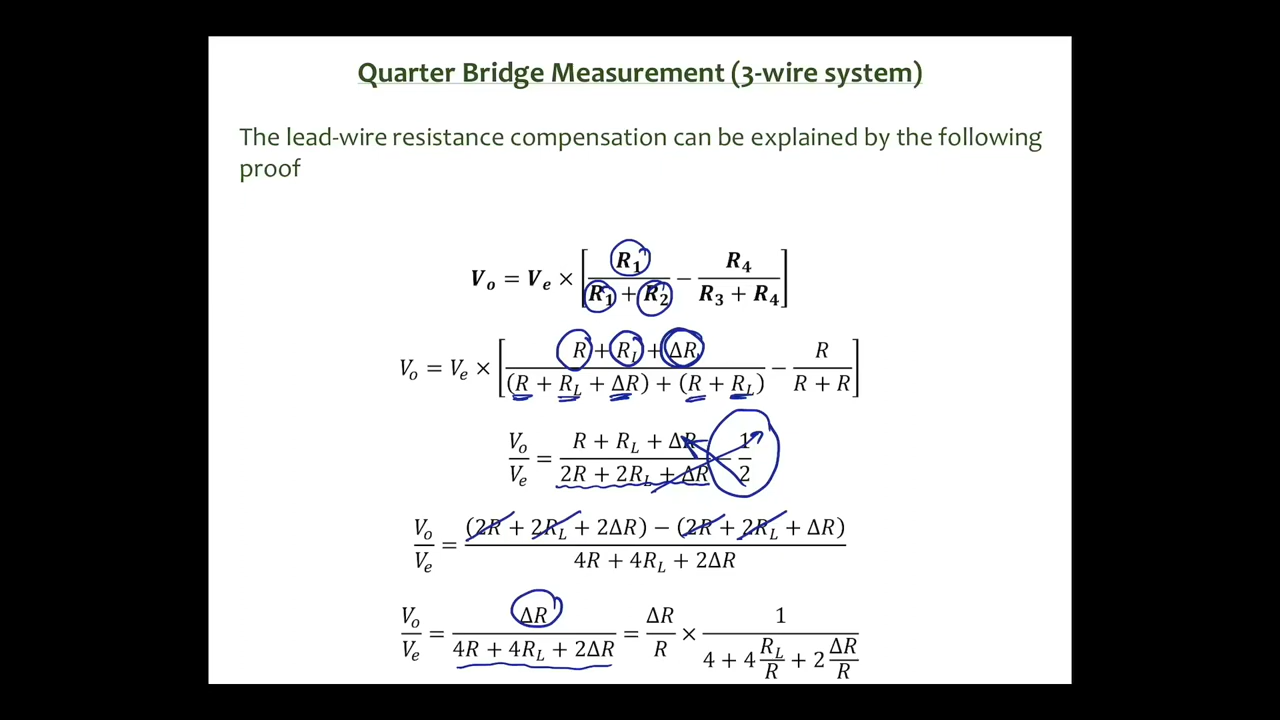 Quarter Bridge Measurement (3-wire system)
The lead-wire resistance compensation can be explained by the following
proof
V_o = V_e × [ R_1 / (R_1 + R_2) − R_4 / (R_3 + R_4) ]
V_o = V_e × [ (R + R_L + ΔR) / ((R + R_L + ΔR) + (R + R_L)) − R / (R + R) ]
V_o / V_e = (R + R_L + ΔR) / (2R + 2R_L + ΔR) − 1 / 2
V_o / V_e = ((2R + 2R_L + 2ΔR) − (2R + 2R_L + ΔR)) / (4R + 4R_L + 2ΔR)
V_o / V_e = ΔR / (4R + 4R_L + 2ΔR) = ΔR / R × 1 / (4 + 4 R_L / R + 2 ΔR / R)